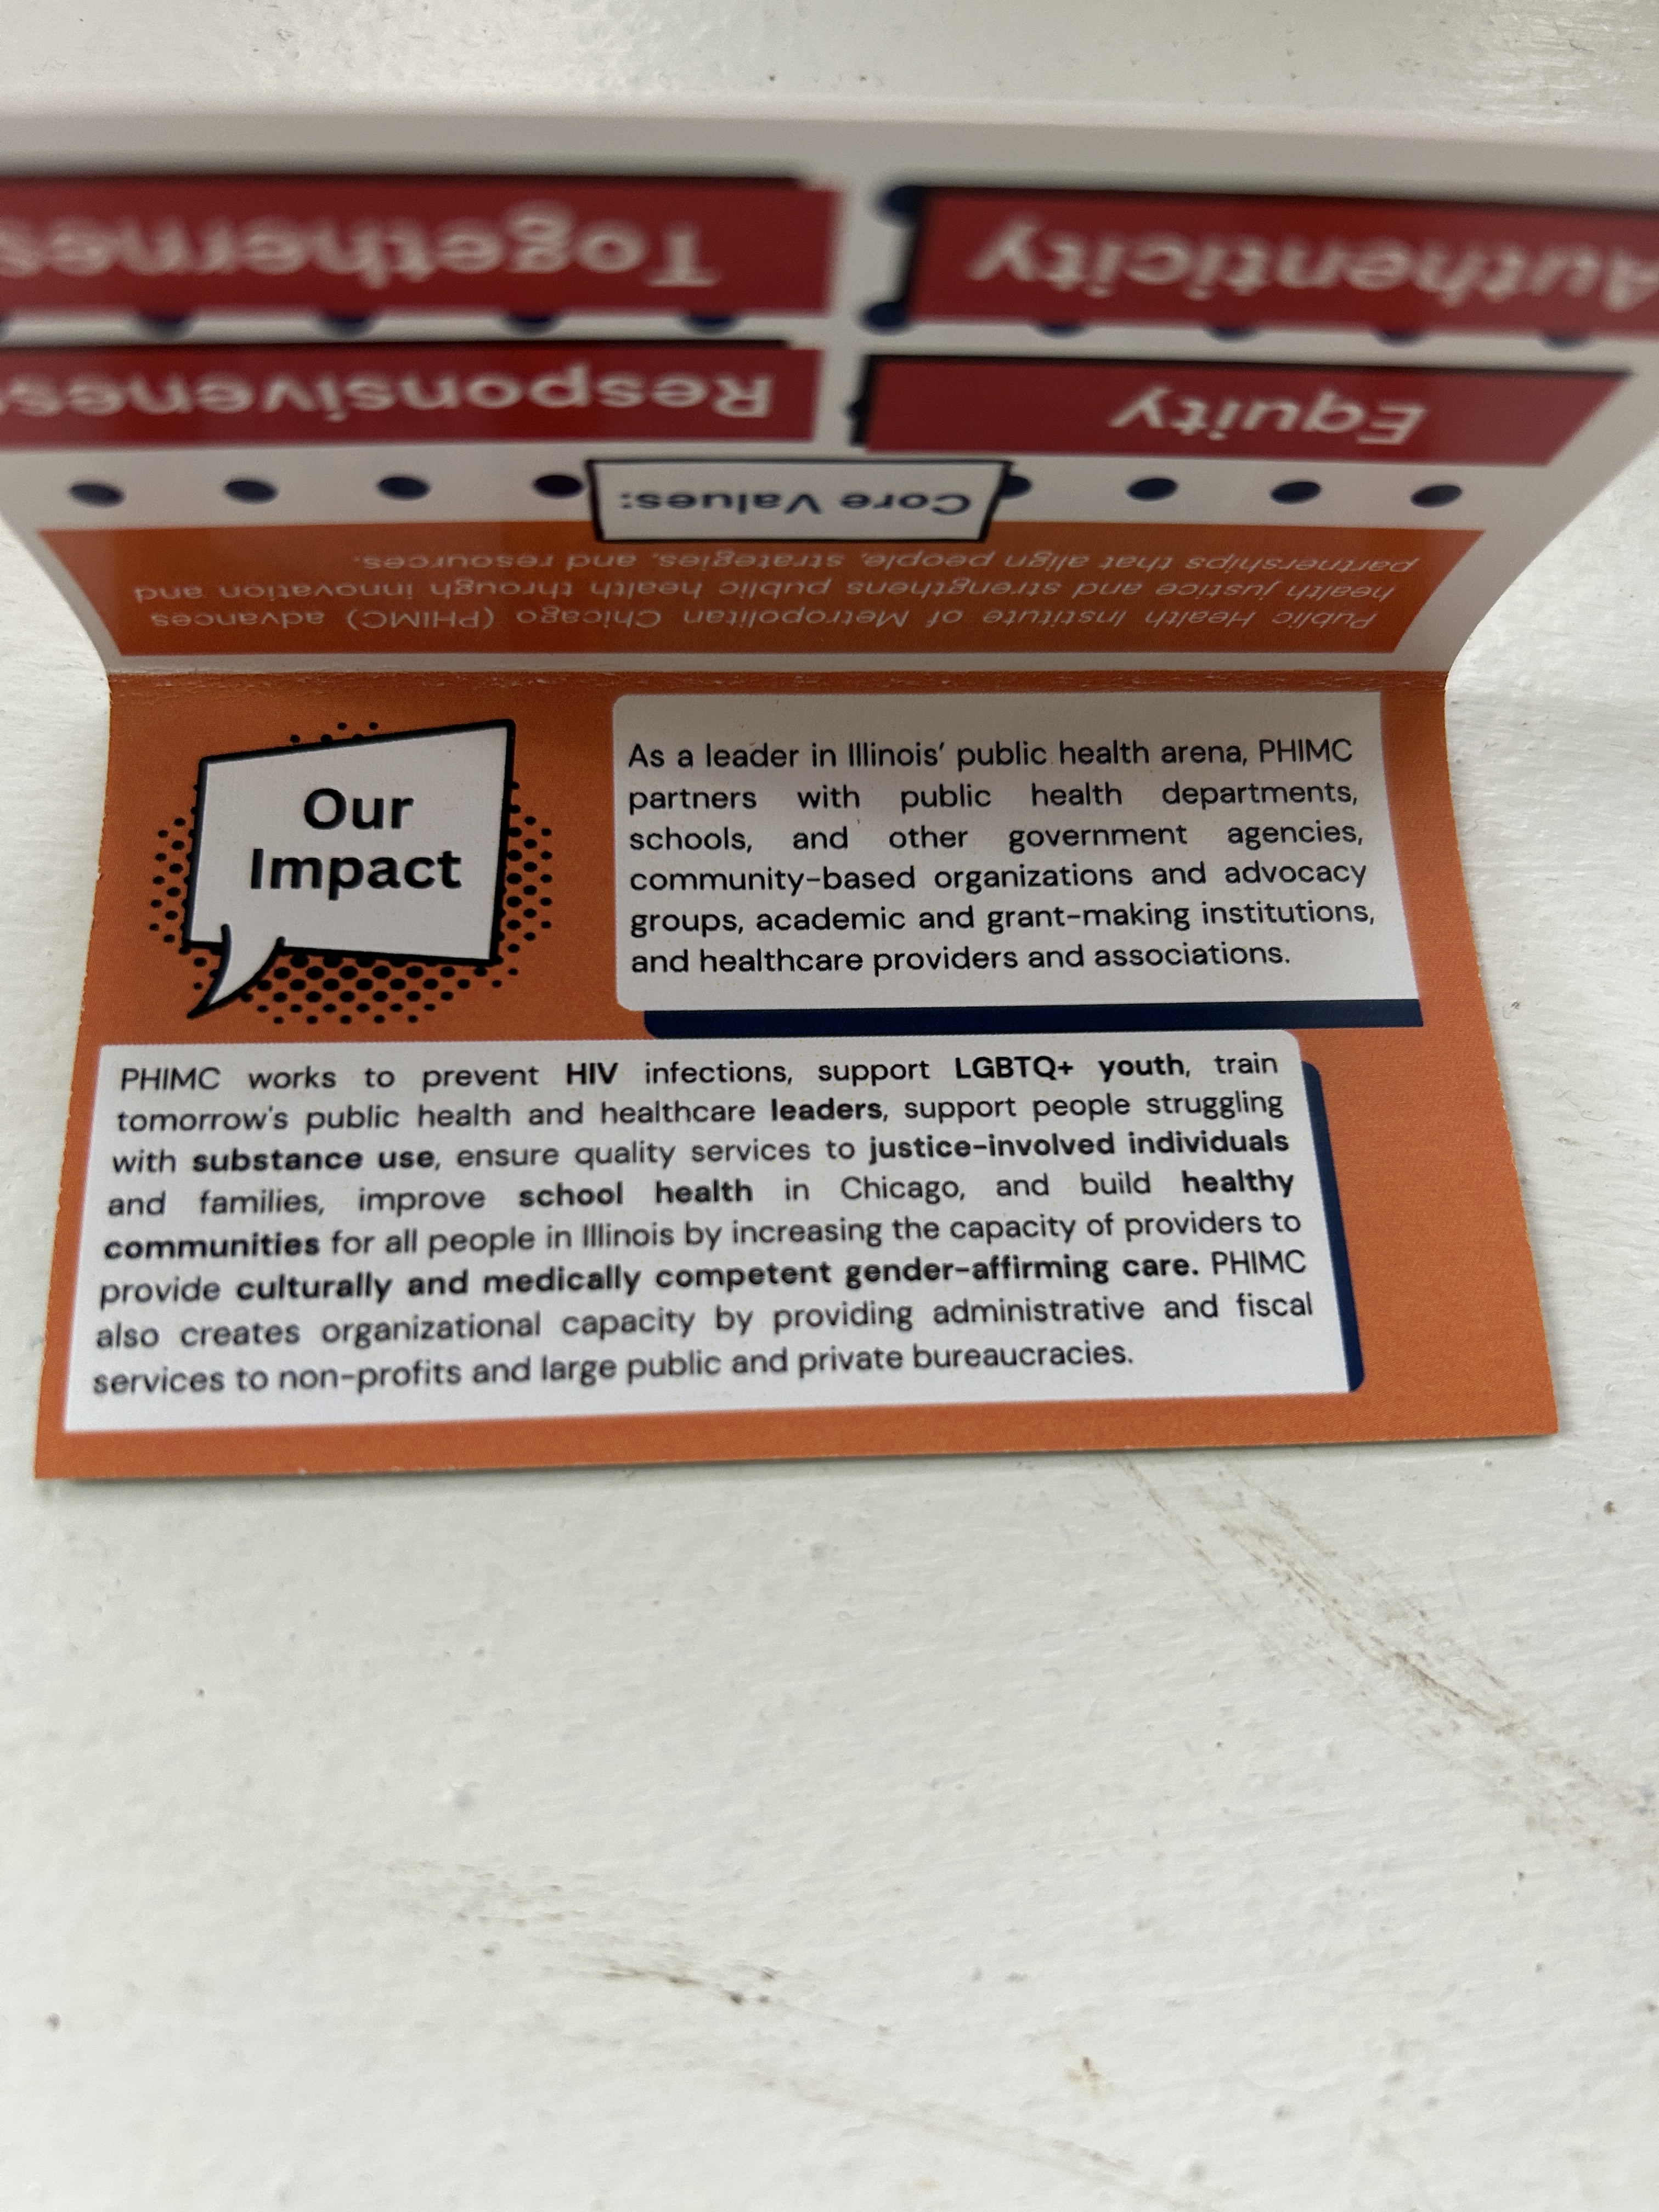 Public Health Institute of Metropolitan Chicago (PHIMC) advances
health justice and strengthens public health through innovation and
partnerships that align people, strategies, and resources.
Core Values:
Equity
Responsiveness
Authenticity
Togetherness
Our
Impact
As a leader in Illinois’ public health arena, PHIMC
partners with public health departments,
schools, and other government agencies,
community-based organizations and advocacy
groups, academic and grant-making institutions,
and healthcare providers and associations.
PHIMC works to prevent HIV infections, support LGBTQ+ youth, train
tomorrow's public health and healthcare leaders, support people struggling
with substance use, ensure quality services to justice-involved individuals
and families, improve school health in Chicago, and build healthy
communities for all people in Illinois by increasing the capacity of providers to
provide culturally and medically competent gender-affirming care. PHIMC
also creates organizational capacity by providing administrative and fiscal
services to non-profits and large public and private bureaucracies.